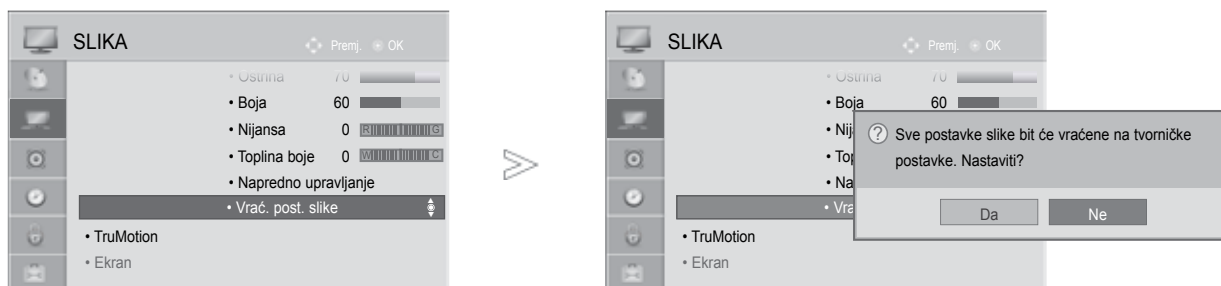 SLIKA
Premj. OK
• Oštrina 70
• Boja 60
• Nijansa 0 R G
• Toplina boje 0 W C
• Napredno upravljanje
• Vrać. post. slike
• TruMotion
• Ekran
SLIKA
Premj. OK
• Oštrina 70
• Boja 60
• Nij
• Top
• Na
• Vra
• TruMotion
• Ekran
? Sve postavke slike bit će vraćene na tvorničke
postavke. Nastaviti?
Da Ne